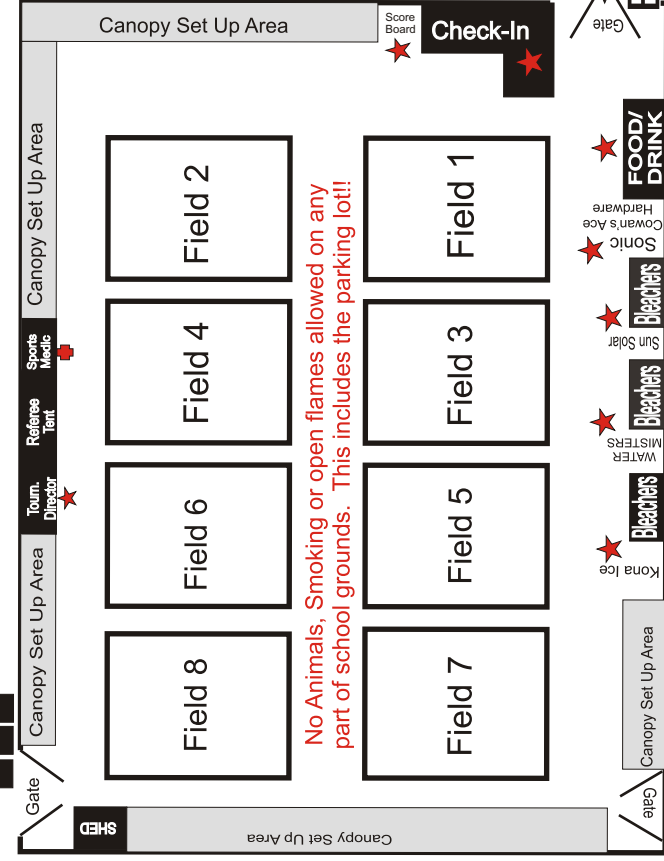 Canopy Set Up Area
Score
Board
Check-In
Gate
Canopy Set Up Area
FOOD/
DRINK
Field 2
Field 1
Cowan's Ace
Hardware
Sonic
Bleachers
Sun Solar
Sports
Medic
Field 4
Field 3
Referee
Tent
Bleachers
WATER
MISTERS
No Animals, Smoking or open flames allowed on any
part of school grounds. This includes the parking lot!!
Tourn.
Director
Field 6
Field 5
Bleachers
Kona Ice
Canopy Set Up Area
Field 8
Field 7
Canopy Set Up Area
Gate
Gate
SHED
Canopy Set Up Area